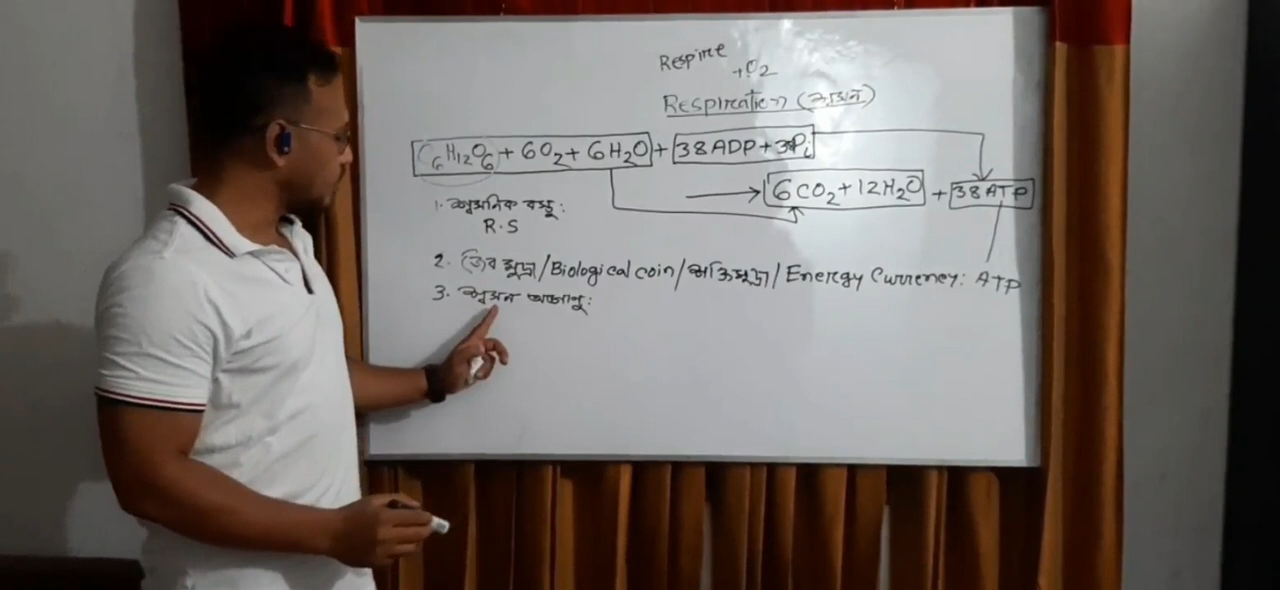 Respire
+O2
Respiration (শ্বসন)
C6H12O6 + 6O2 + 6H2O + 38ADP + 38Pi
→ 6CO2 + 12H2O + 38ATP
1. শ্বসনিক বস্তু:
R.S
2. জৈব মুদ্রা/Biological coin/শক্তিমুদ্রা/Energy Currency: ATP
3. শ্বসন অঙ্গাণু: